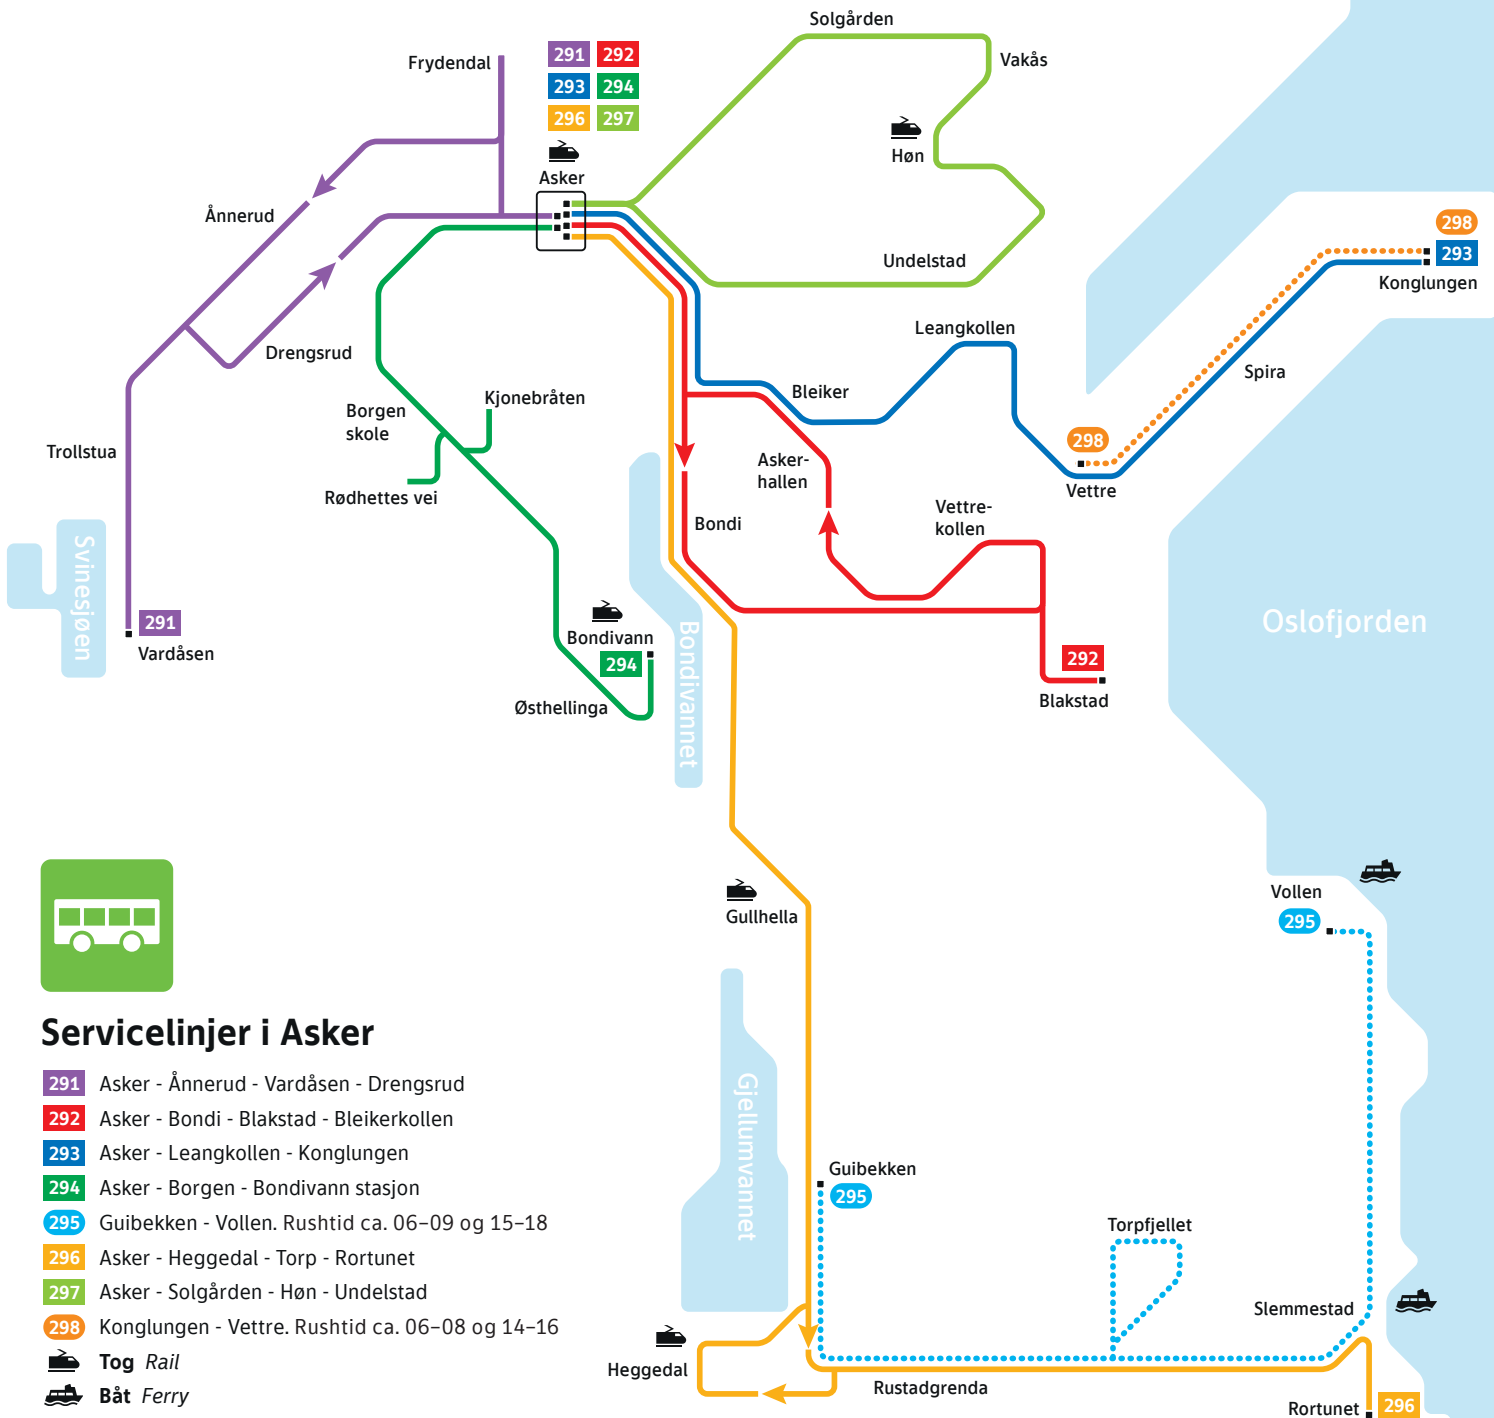 Solgården
Frydendal
291 292
Vakås
293 294
296 297
Høn
Asker
Ånnerud
298
293
Undelstad
Konglungen
Leangkollen
Drengsrud
Spira
Bleiker
Kjonebråten
Borgen
skole
298
Trollstua
Asker-
hallen
Vettre
Rødhettes vei
Vettre-
kollen
Bondi
Svinesjøen
Oslofjorden
291
Bondivann
Vardåsen
Bondivannet
294
292
Østhellinga
Blakstad
Vollen
Gullhella
295
Servicelinjer i Asker
291 Asker - Ånnerud - Vardåsen - Drengsrud
292 Asker - Bondi - Blakstad - Bleikerkollen
293 Asker - Leangkollen - Konglungen
294 Asker - Borgen - Bondivann stasjon
295 Guibekken - Vollen. Rushtid ca. 06–09 og 15–18
296 Asker - Heggedal - Torp - Rortunet
297 Asker - Solgården - Høn - Undelstad
298 Konglungen - Vettre. Rushtid ca. 06–08 og 14–16
Tog Rail
Båt Ferry
Gjellumvannet
Guibekken
295
Torpfjellet
Slemmestad
Heggedal
Rustadgrenda
Rortunet 296